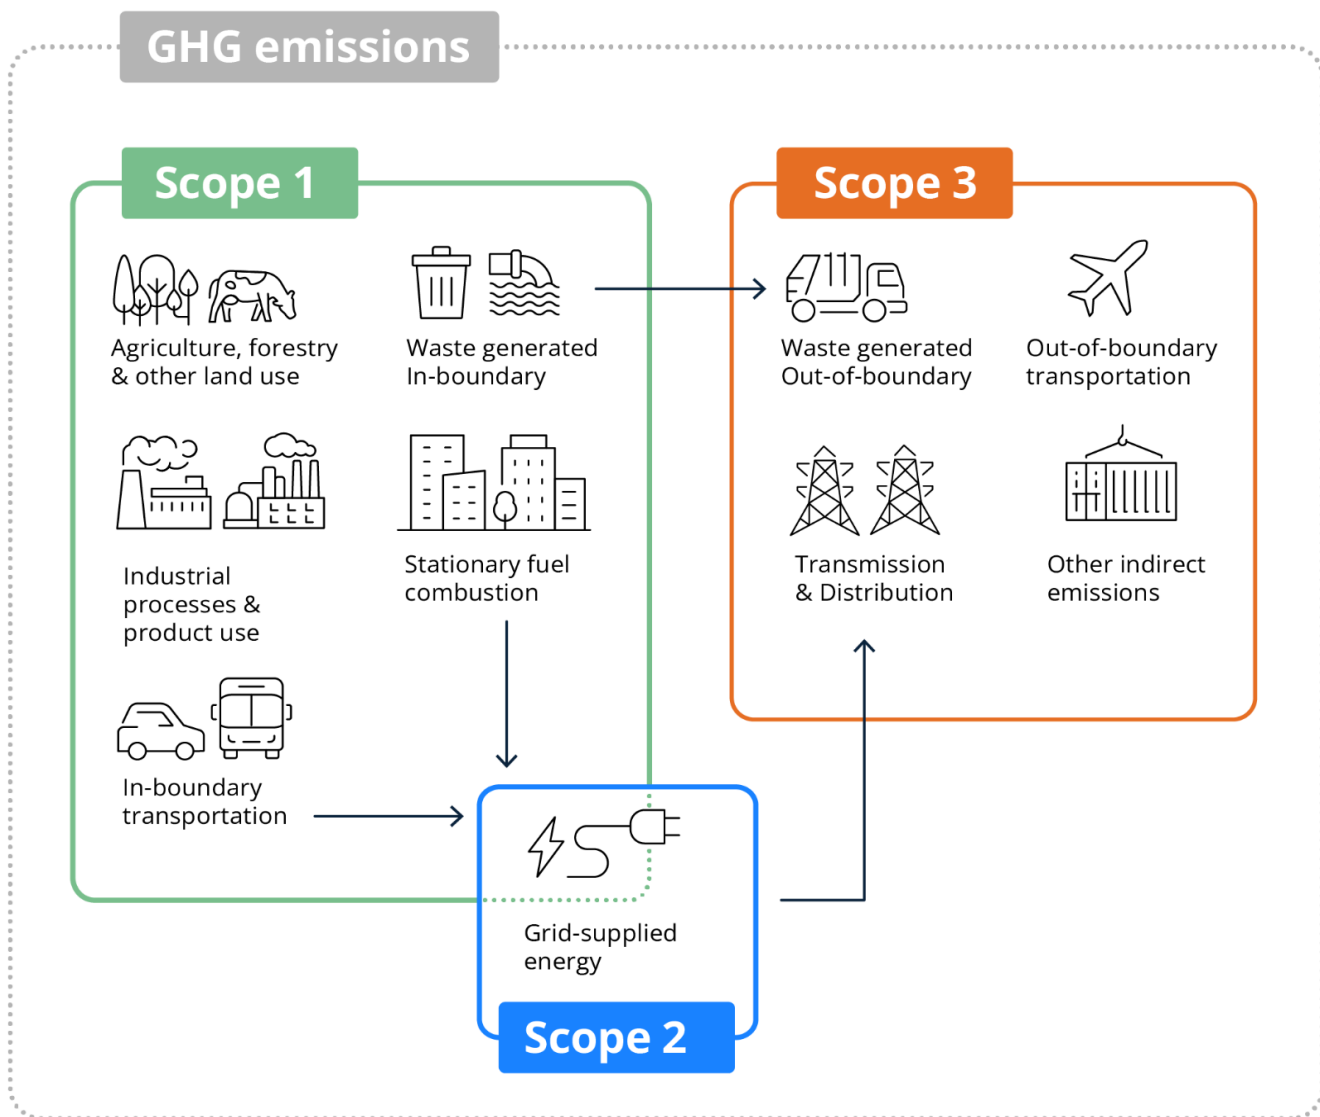 GHG emissions
Scope 1
Agriculture, forestry
& other land use
Waste generated
In-boundary
Industrial
processes &
product use
Stationary fuel
combustion
In-boundary
transportation
Scope 3
Waste generated
Out-of-boundary
Out-of-boundary
transportation
Transmission
& Distribution
Other indirect
emissions
Grid-supplied
energy
Scope 2